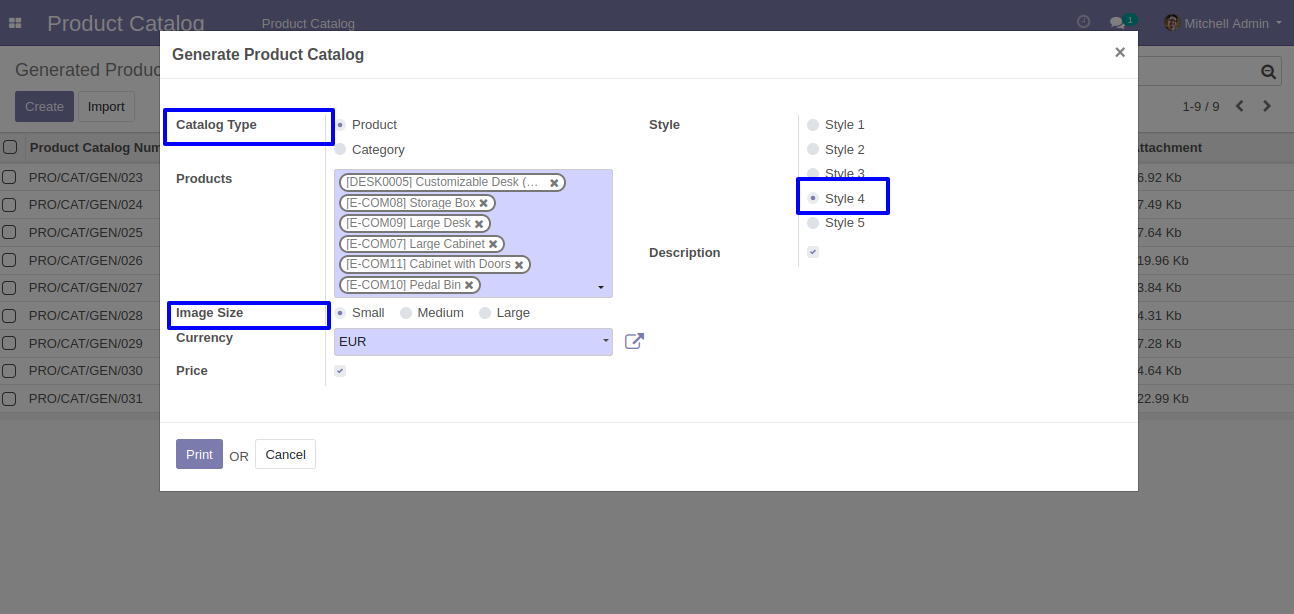 Product Catalog
Product Catalog
1
Mitchell Admin
Generated Produc
Create
Import
1-9 / 9
Product Catalog Num
ttachment
PRO/CAT/GEN/023
6.92 Kb
PRO/CAT/GEN/024
7.49 Kb
PRO/CAT/GEN/025
7.64 Kb
PRO/CAT/GEN/026
19.96 Kb
PRO/CAT/GEN/027
3.84 Kb
PRO/CAT/GEN/028
4.31 Kb
PRO/CAT/GEN/029
7.28 Kb
PRO/CAT/GEN/030
4.64 Kb
PRO/CAT/GEN/031
22.99 Kb
Generate Product Catalog
×
Catalog Type
Product
Category
Products
[DESK0005] Customizable Desk (...
[E-COM08] Storage Box
[E-COM09] Large Desk
[E-COM07] Large Cabinet
[E-COM11] Cabinet with Doors
[E-COM10] Pedal Bin
Image Size
Small
Medium
Large
Currency
EUR
Price
Style
Style 1
Style 2
Style 3
Style 4
Style 5
Description
Print
OR
Cancel